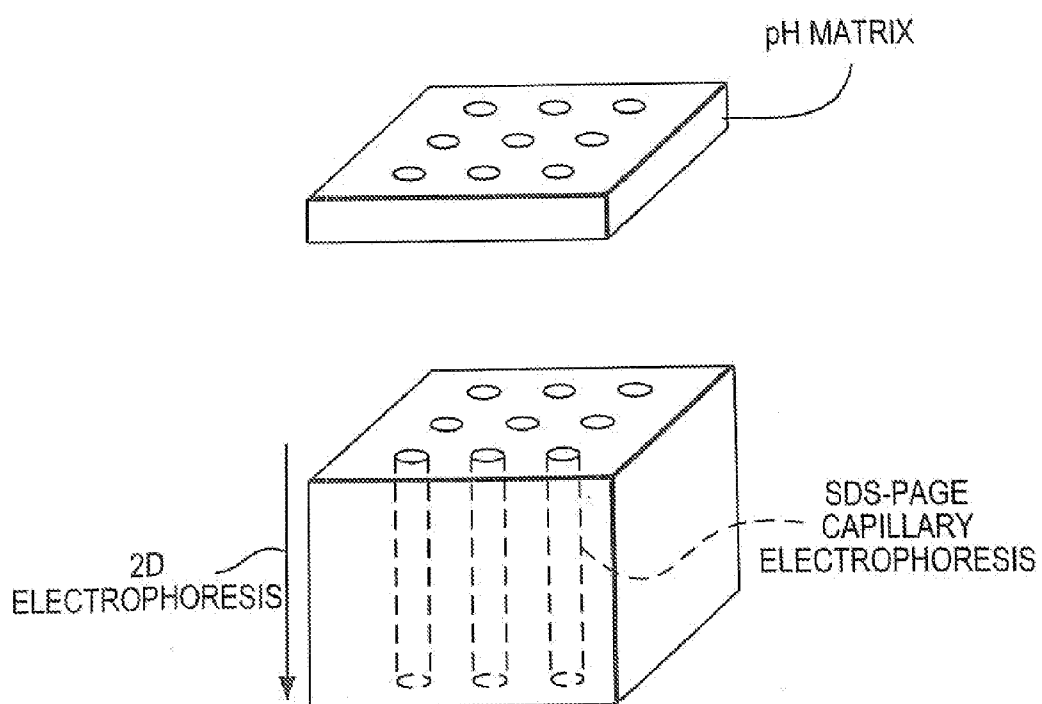 pH MATRIX
2D
ELECTROPHORESIS
SDS-PAGE
CAPILLARY
ELECTROPHORESIS